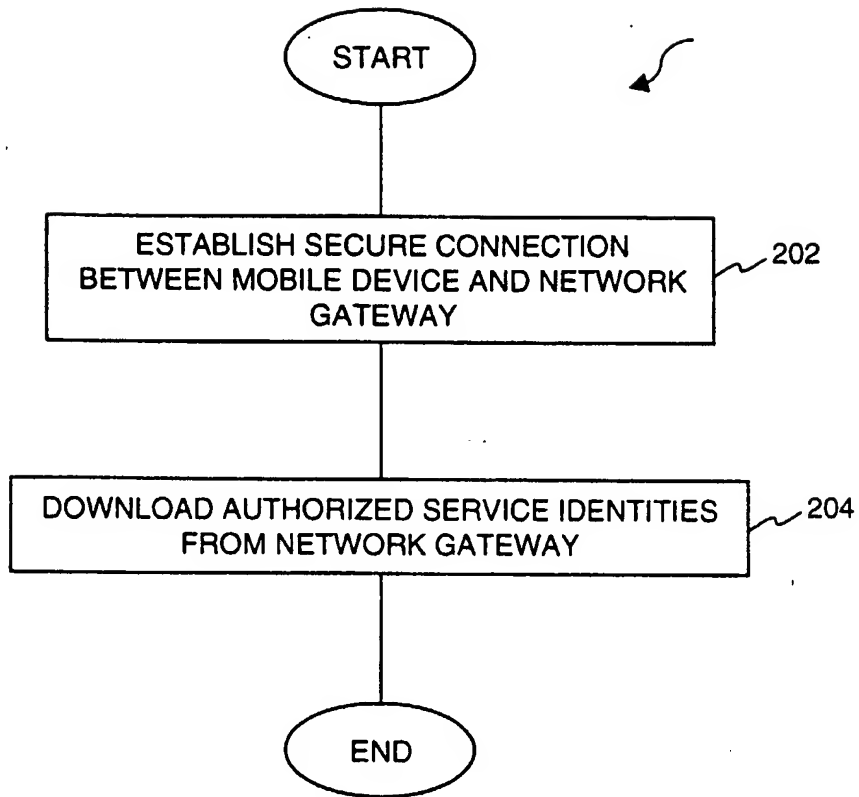 START
ESTABLISH SECURE CONNECTION
BETWEEN MOBILE DEVICE AND NETWORK
GATEWAY
202
DOWNLOAD AUTHORIZED SERVICE IDENTITIES
FROM NETWORK GATEWAY
204
END